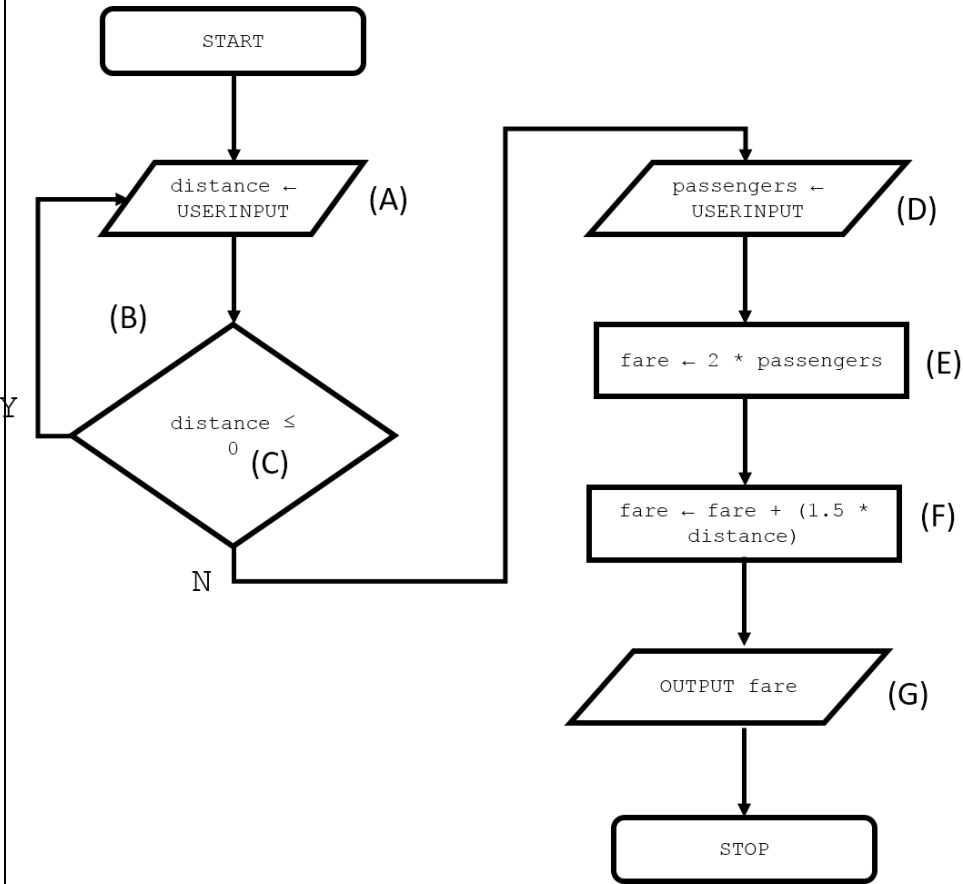 START
distance ←
USERINPUT
(A)
(B)
Y
distance ≤
0
(C)
N
passengers ←
USERINPUT
(D)
fare ← 2 * passengers
(E)
fare ← fare + (1.5 *
distance)
(F)
OUTPUT fare
(G)
STOP